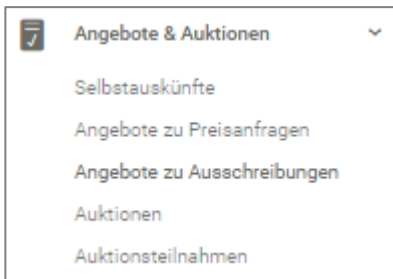 Angebote & Auktionen
Selbstauskünfte
Angebote zu Preisanfragen
Angebote zu Ausschreibungen
Auktionen
Auktionsteilnahmen